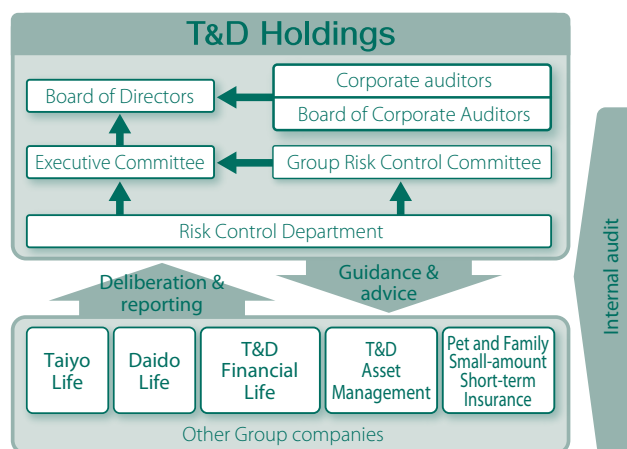 T&D Holdings
Board of Directors
Corporate auditors
Board of Corporate Auditors
Executive Committee
Group Risk Control Committee
Risk Control Department
Deliberation &
reporting
Guidance &
advice
Internal audit
Taiyo
Life
Daido
Life
T&D
Financial
Life
T&D
Asset
Management
Pet and Family
Small-amount
Short-term
Insurance
Other Group companies